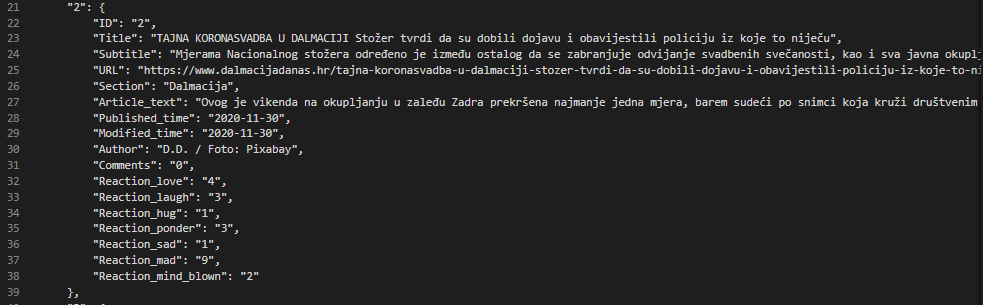 21 "2": {
22 "ID": "2",
23 "Title": "TAJNA KORONASVADBA U DALMACIJI Stožer tvrdi da su dobili dojavu i obavijestili policiju iz koje to niječu",
24 "Subtitle": "Mjerama Nacionalnog stožera određeno je između ostalog da se zabranjuje odvijanje svadbenih svečanosti, kao i sva javna okupl
25 "URL": "https://www.dalmacijadanas.hr/tajna-koronasvadba-u-dalmaciji-stozer-tvrdi-da-su-dobili-dojavu-i-obavijestili-policiju-iz-koje-to-ni
26 "Section": "Dalmacija",
27 "Article_text": "Ovog je vikenda na okupljanju u zaleđu Zadra prekršena najmanje jedna mjera, barem sudeći po snimci koja kruži društvenim
28 "Published_time": "2020-11-30",
29 "Modified_time": "2020-11-30",
30 "Author": "D.D. / Foto: Pixabay",
31 "Comments": "0",
32 "Reaction_love": "4",
33 "Reaction_laugh": "3",
34 "Reaction_hug": "1",
35 "Reaction_ponder": "3",
36 "Reaction_sad": "1",
37 "Reaction_mad": "9",
38 "Reaction_mind_blown": "2"
39 },